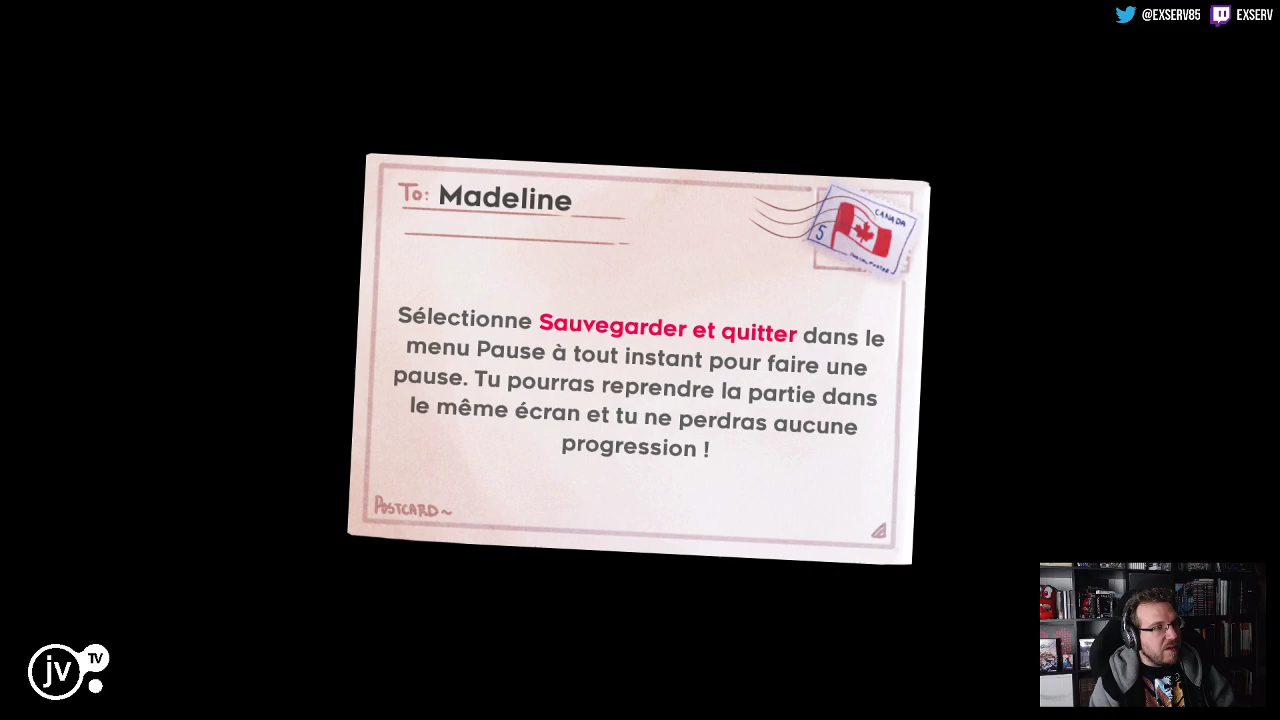 @EXSERV85 EXSERV
To: Madeline
CANADA
5
Sélectionne Sauvegarder et quitter dans le
menu Pause à tout instant pour faire une
pause. Tu pourras reprendre la partie dans
le même écran et tu ne perdras aucune
progression !
POSTCARD~
jv TV